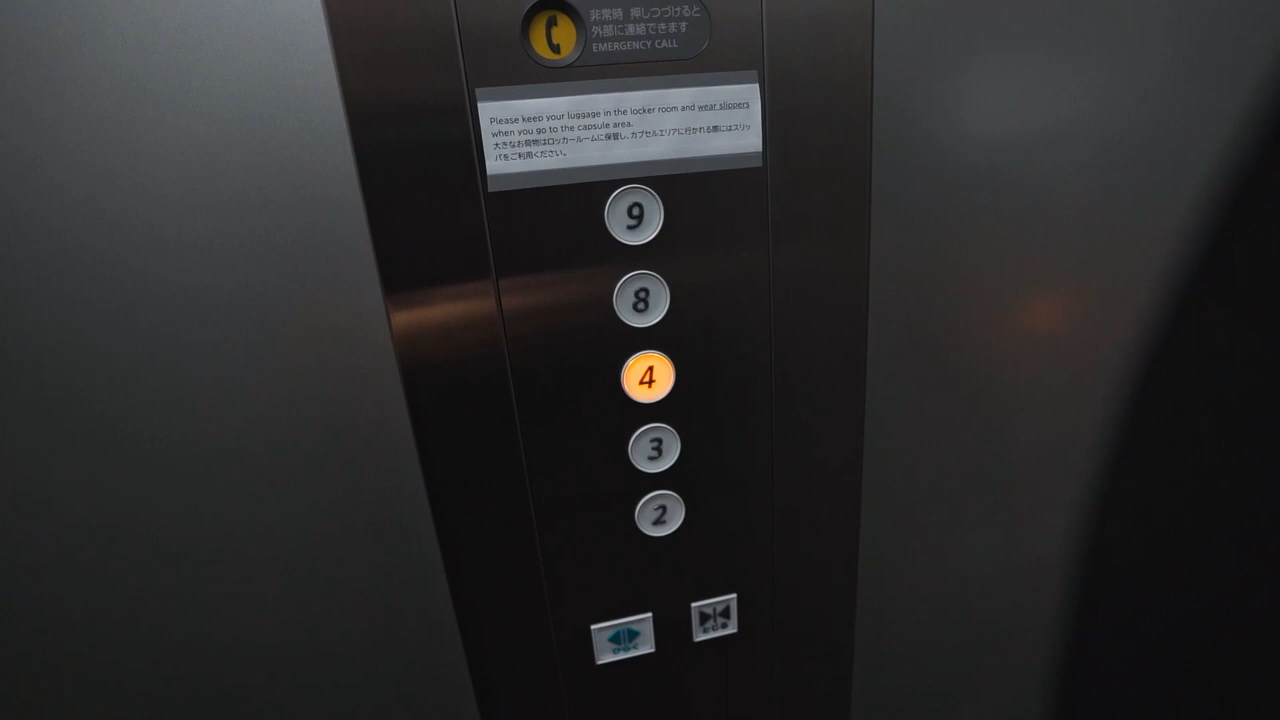 非常時 押しつづけると
外部に連絡できます
EMERGENCY CALL
Please keep your luggage in the locker room and wear slippers
when you go to the capsule area.
大きなお荷物はロッカールームに保管し、カプセルエリアに行かれる際にはスリッ
パをご利用ください。
9
8
4
3
2
ひらく